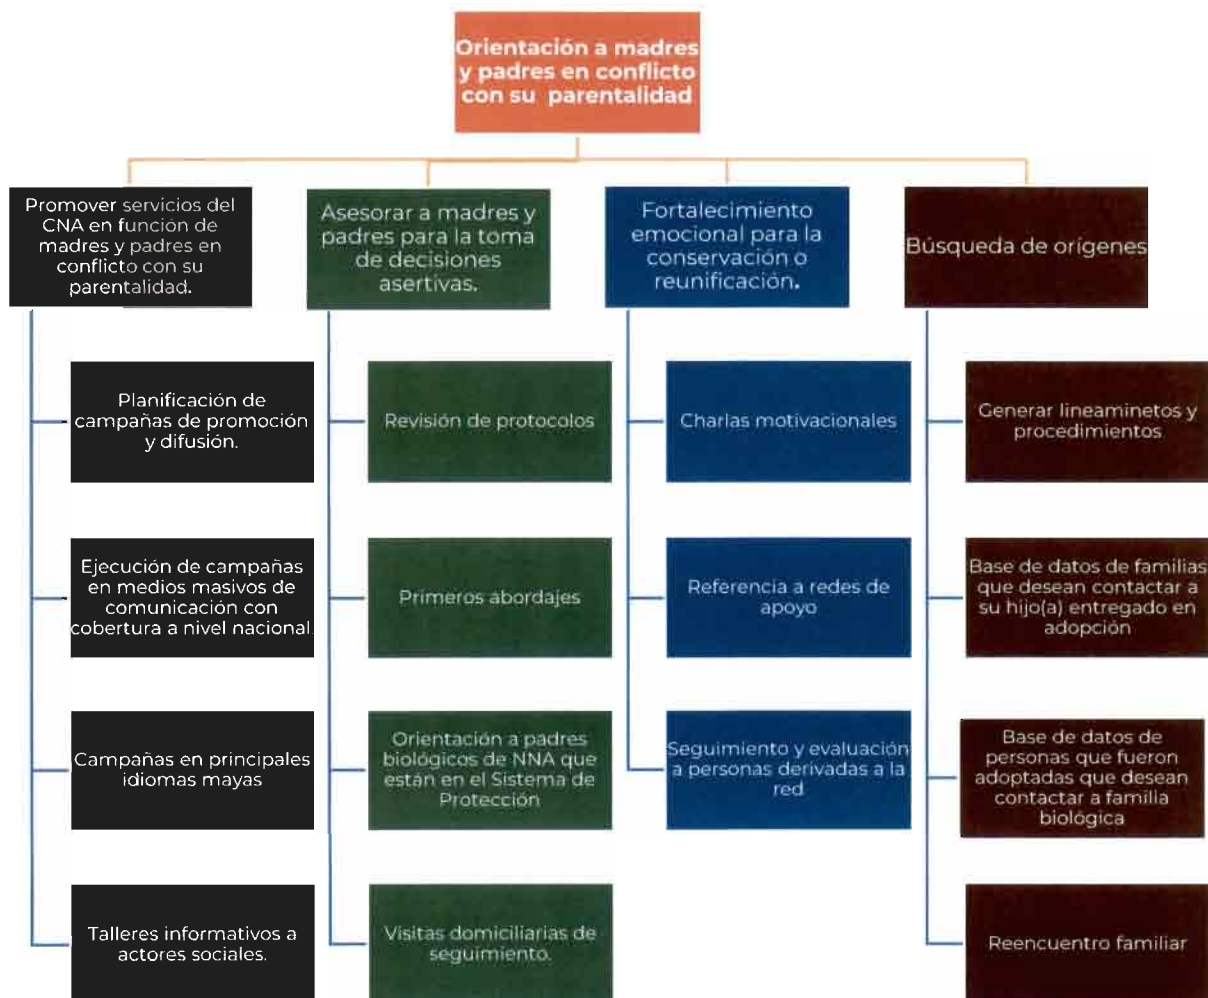 Orientación a madres
y padres en conflicto
con su parentalidad
Promover servicios del
CNA en función de
madres y padres en
conflicto con su
parentalidad.
Planificación de
campañas de promoción
y difusión.
Ejecución de campañas
en medios masivos de
comunicación con
cobertura a nivel nacional.
Campañas en principales
idiomas mayas
Talleres informativos a
actores sociales.
Asesorar a madres y
padres para la toma
de decisiones
asertivas.
Revisión de protocolos
Primeros abordajes
Orientación a padres
biológicos de NNA que
están en el Sistema de
Protección
Visitas domiciliarias de
seguimiento.
Fortalecimiento
emocional para la
conservación o
reunificación.
Charlas motivacionales
Referencia a redes de
apoyo
Seguimiento y evaluación
a personas derivadas a la
red
Búsqueda de orígenes
Generar lineaminetos y
procedimientos
Base de datos de familias
que desean contactar a
su hijo(a) entregado en
adopción
Base de datos de
personas que fueron
adoptadas que desean
contactar a familia
biológica
Reencuentro familiar